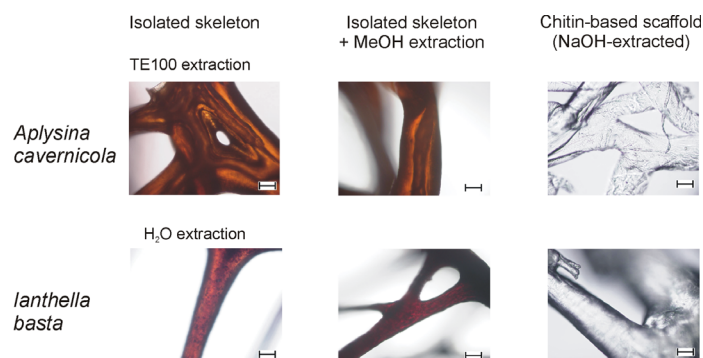 Isolated skeleton
Isolated skeleton
+ MeOH extraction
Chitin-based scaffold
(NaOH-extracted)
TE100 extraction
Aplysina
cavernicola
H₂O extraction
Ianthella
basta